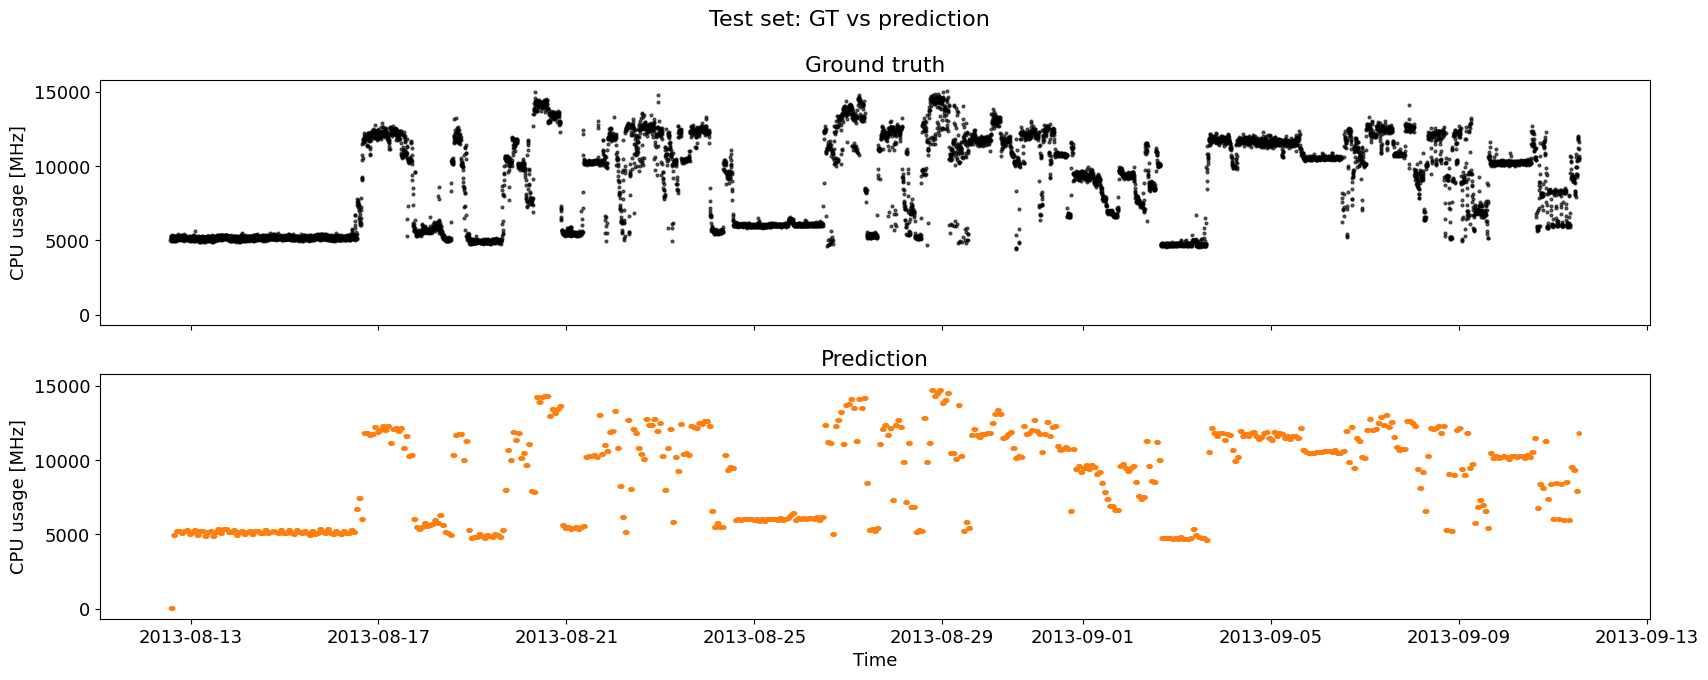 Test set: GT vs prediction
Ground truth
CPU usage [MHz]
15000
10000
5000
0
Prediction
CPU usage [MHz]
15000
10000
5000
0
2013-08-13 2013-08-17 2013-08-21 2013-08-25 2013-08-29 2013-09-01 2013-09-05 2013-09-09 2013-09-13
Time